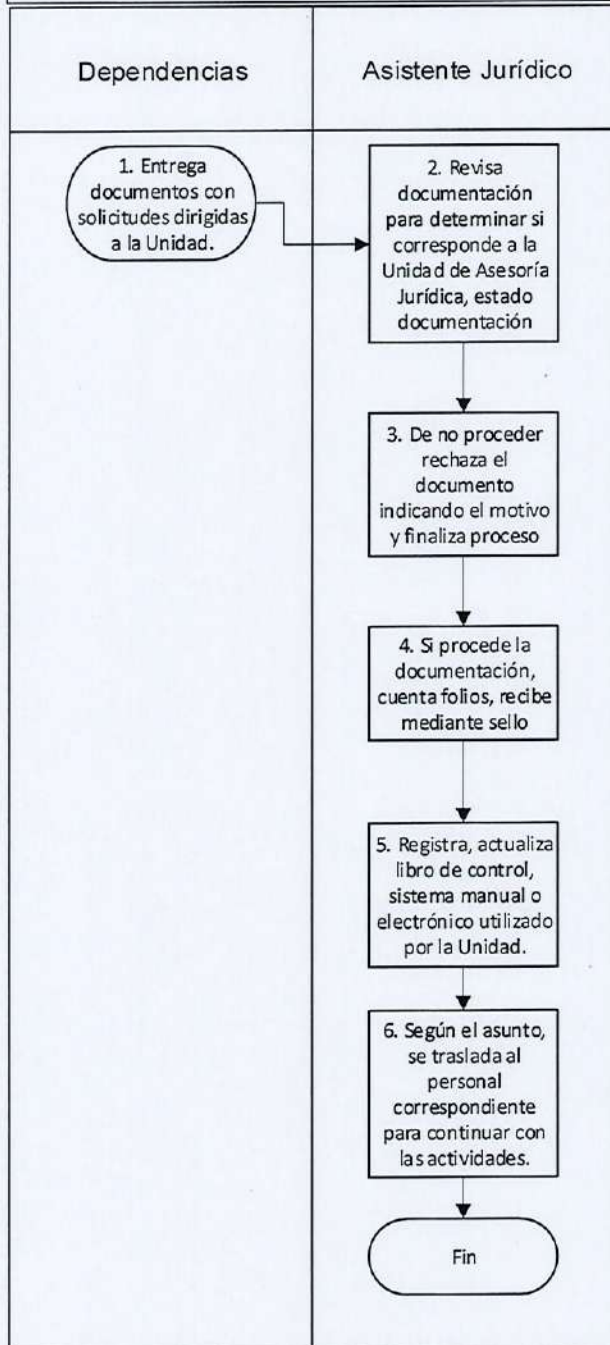 Dependencias
Asistente Jurídico
1. Entrega
documentos con
solicitudes dirigidas
a la Unidad.
2. Revisa
documentación
para determinar si
corresponde a la
Unidad de Asesoría
Jurídica, estado
documentación
3. De no proceder
rechaza el
documento
indicando el motivo
y finaliza proceso
4. Si procede la
documentación,
cuenta folios, recibe
mediante sello
5. Registra, actualiza
libro de control,
sistema manual o
electrónico utilizado
por la Unidad.
6. Según el asunto,
se traslada al
personal
correspondiente
para continuar con
las actividades.
Fin